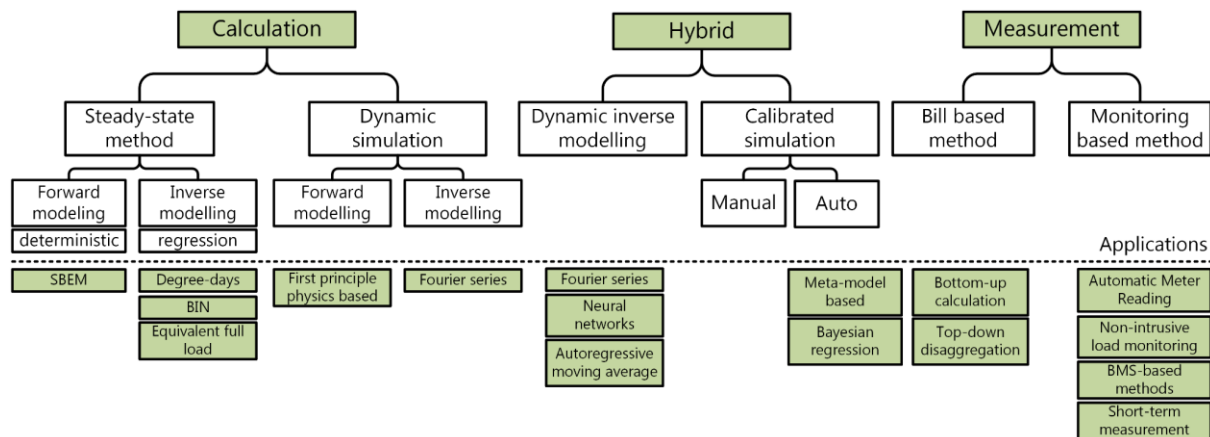 Calculation
Hybrid
Measurement
Steady-state
method
Dynamic
simulation
Dynamic inverse
modelling
Calibrated
simulation
Bill based
method
Monitoring
based method
Forward
modeling
Inverse
modelling
Forward
modelling
Inverse
modelling
Manual
Auto
deterministic
regression
Applications
SBEM
Degree-days
BIN
Equivalent full
load
First principle
physics based
Fourier series
Fourier series
Neural
networks
Autoregressive
moving average
Meta-model
based
Bayesian
regression
Bottom-up
calculation
Top-down
disaggregation
Automatic Meter
Reading
Non-intrusive
load monitoring
BMS-based
methods
Short-term
measurement